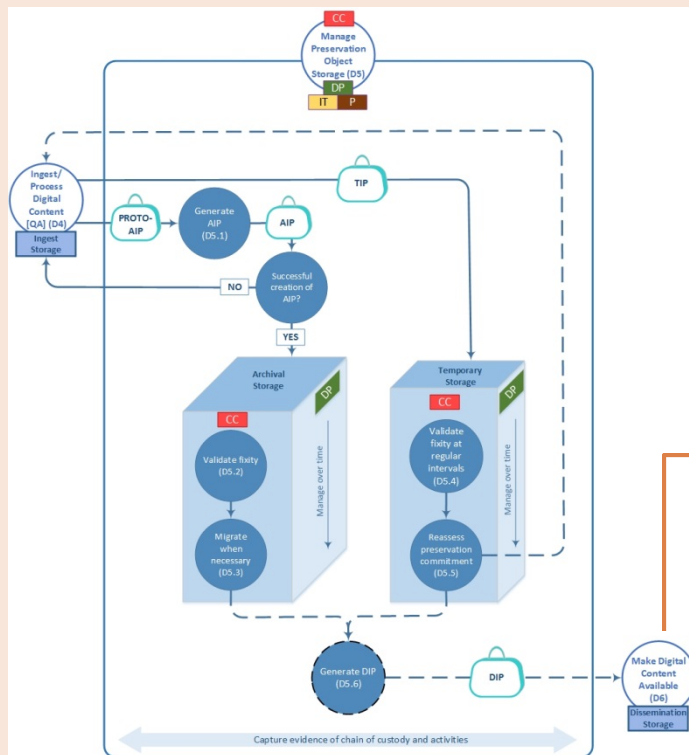 CC
Manage
Preservation
Object
Storage (D5)
DP
IT P
Ingest/
Process
Digital
Content
[QA] (D4)
Ingest
Storage
TIP
PROTO-
AIP
Generate
AIP
(D5.1)
AIP
Successful
creation of
AIP?
NO
YES
Archival
Storage
DP
CC
Validate fixity
(D5.2)
Migrate
when
necessary
(D5.3)
Manage over time
Temporary
Storage
DP
CC
Validate
fixity at
regular
intervals
(D5.4)
Reassess
preservation
commitment
(D5.5)
Manage over time
Generate DIP
(D5.6)
DIP
Make Digital
Content
Available
(D6)
Dissemination
Storage
Capture evidence of chain of custody and activities